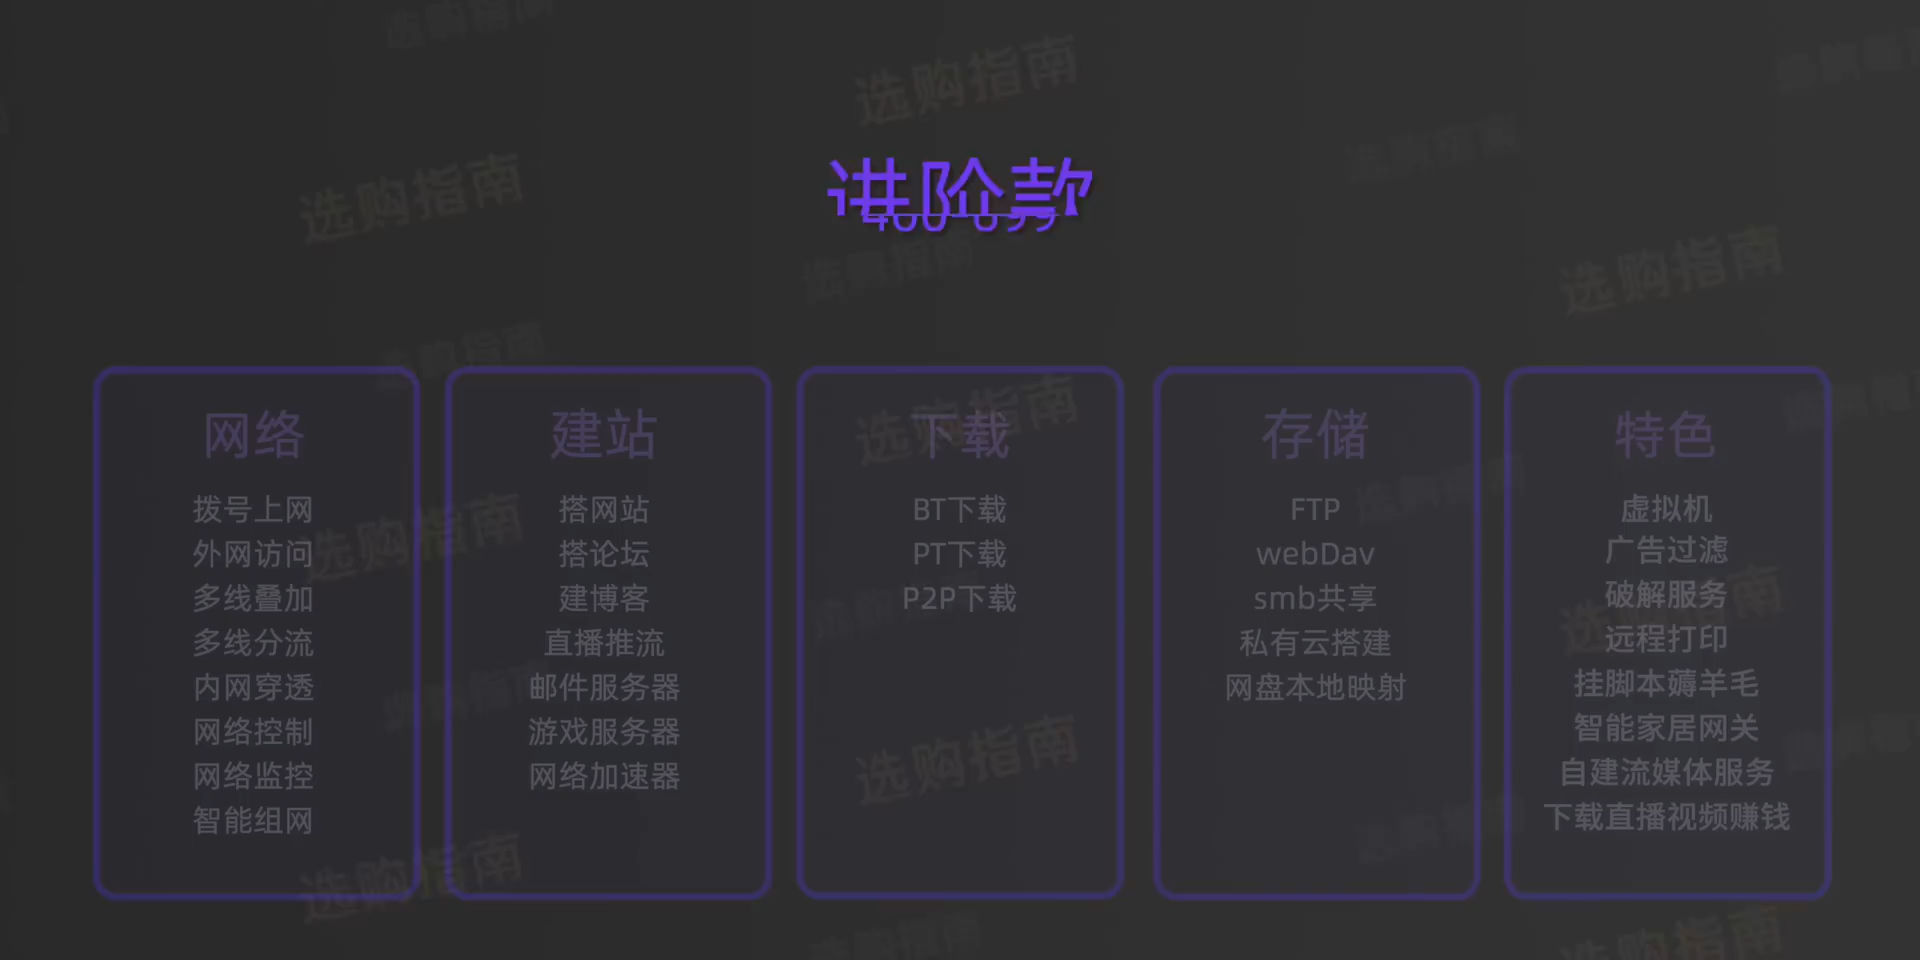 选购指南
进阶款
网络
拨号上网
外网访问
多线叠加
多线分流
内网穿透
网络控制
网络监控
智能组网
建站
搭网站
搭论坛
建博客
直播推流
邮件服务器
游戏服务器
网络加速器
下载
BT下载
PT下载
P2P下载
存储
FTP
webDav
smb共享
私有云搭建
网盘本地映射
特色
虚拟机
广告过滤
破解服务
远程打印
挂脚本薅羊毛
智能家居网关
自建流媒体服务
下载直播视频赚钱